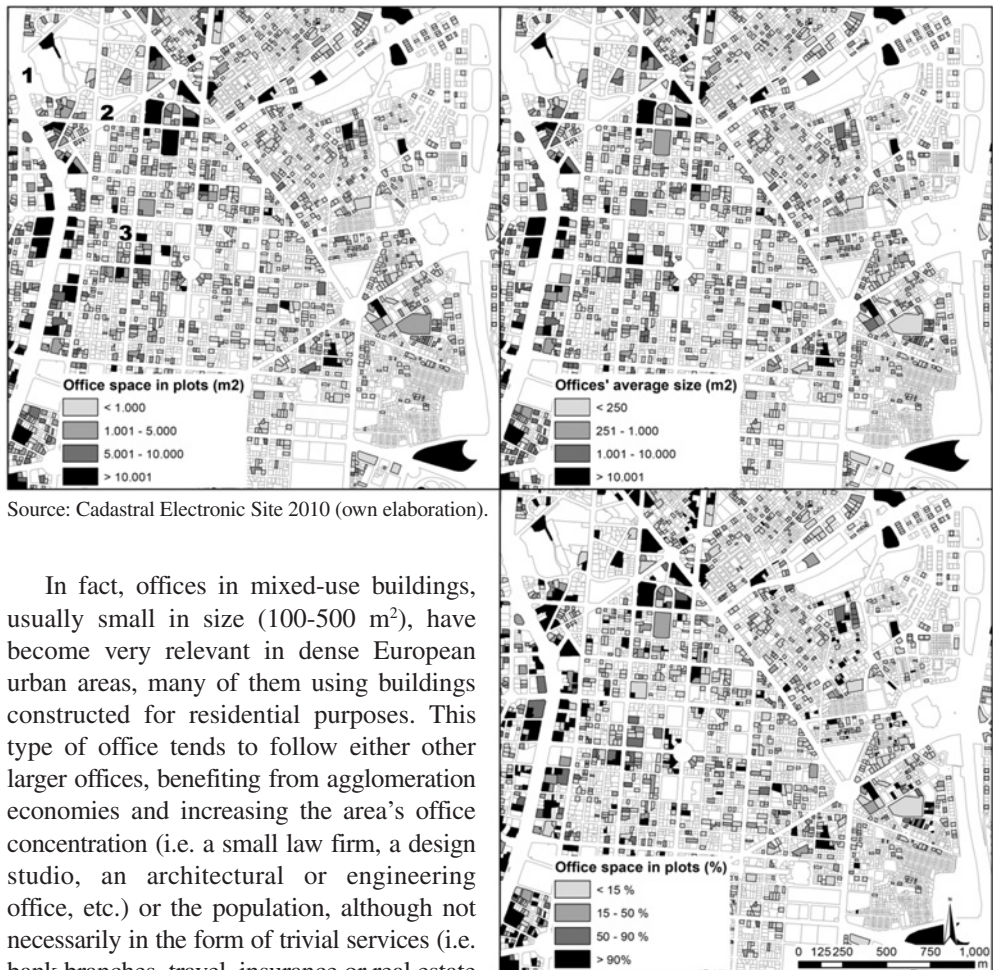 1
2
3
Office space in plots (m2)
< 1.000
1.001 - 5.000
5.001 - 10.000
> 10.001
Offices' average size (m2)
< 250
251 - 1.000
1.001 - 10.000
> 10.001
Source: Cadastral Electronic Site 2010 (own elaboration).
In fact, offices in mixed-use buildings,
usually small in size (100-500 m²), have
become very relevant in dense European
urban areas, many of them using buildings
constructed for residential purposes. This
type of office tends to follow either other
larger offices, benefiting from agglomeration
economies and increasing the area's office
concentration (i.e. a small law firm, a design
studio, an architectural or engineering
office, etc.) or the population, although not
necessarily in the form of trivial services (i.e.
bank branches, travel, insurance or real estate
Office space in plots (%)
< 15 %
15 - 50 %
50 - 90 %
> 90%
N
0 125 250 500 750 1,000
m